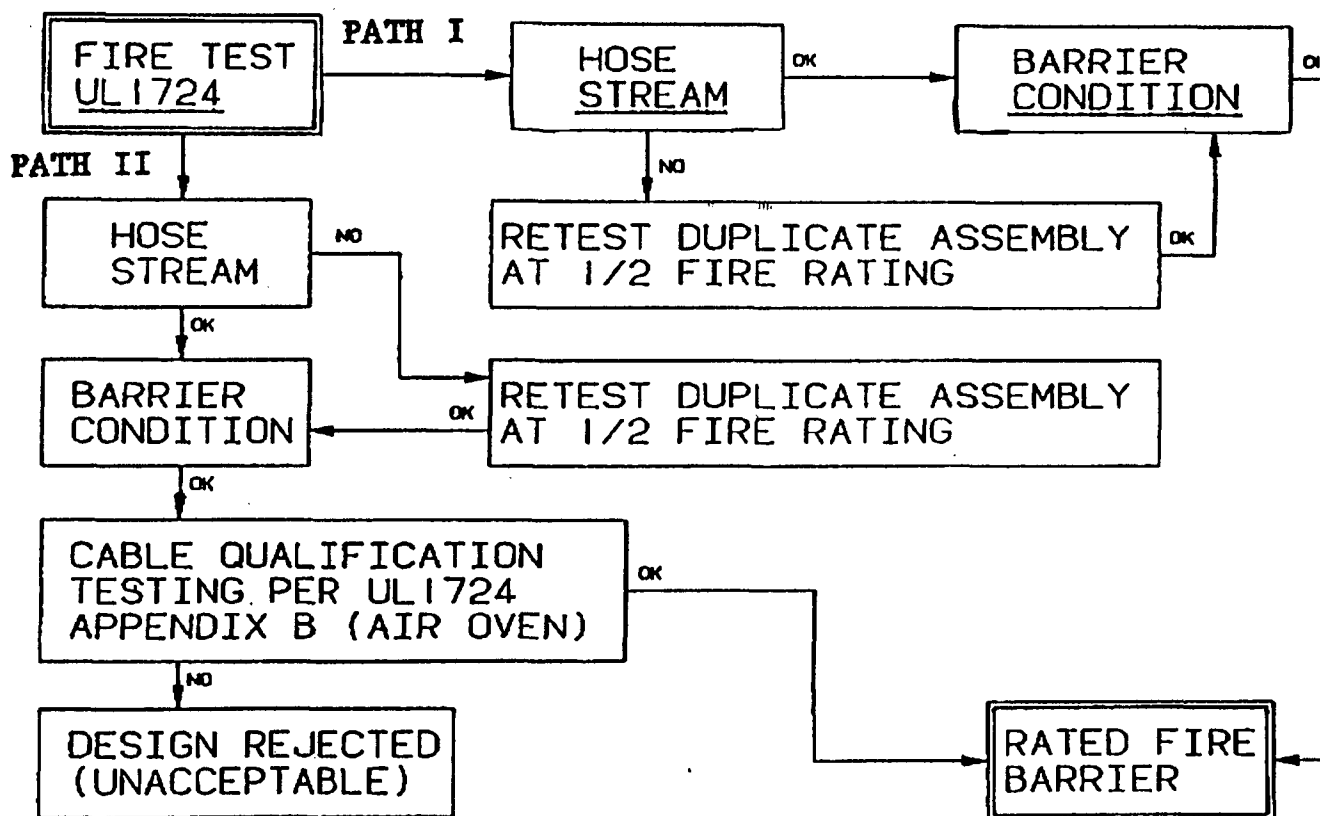 FIRE TEST
UL1724
PATH I
HOSE
STREAM
OK
BARRIER
CONDITION
PATH II
NO
HOSE
STREAM
NO
RETEST DUPLICATE ASSEMBLY
AT 1/2 FIRE RATING
OK
OK
BARRIER
CONDITION
OK
RETEST DUPLICATE ASSEMBLY
AT 1/2 FIRE RATING
OK
CABLE QUALIFICATION
TESTING PER UL1724
APPENDIX B (AIR OVEN)
OK
NO
DESIGN REJECTED
(UNACCEPTABLE)
RATED FIRE
BARRIER